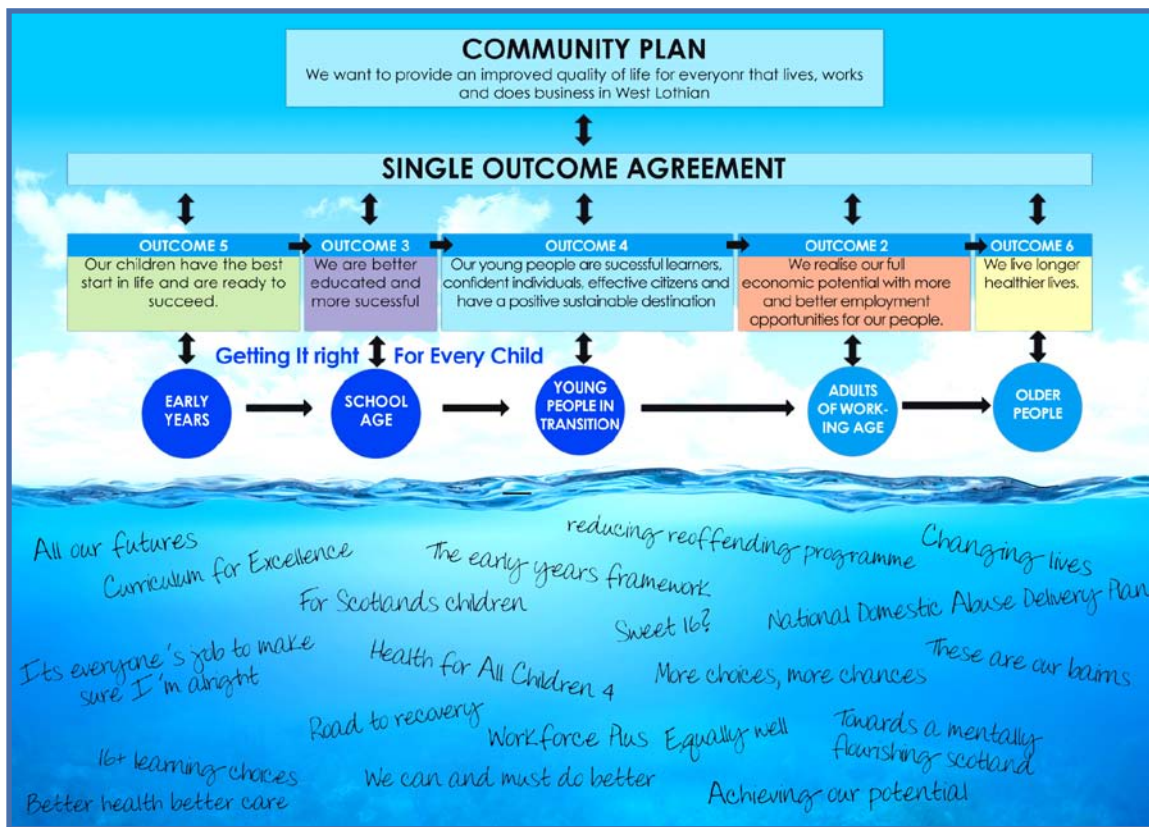 COMMUNITY PLAN
We want to provide an improved quality of life for everyonr that lives, works
and does business in West Lothian
SINGLE OUTCOME AGREEMENT
OUTCOME 5
Our children have the best
start in life and are ready to
succeed.
OUTCOME 3
We are better
educated and
more sucessful
OUTCOME 4
Our young people are sucessful learners,
confident individuals, effective citizens and
have a positive sustainable destination
OUTCOME 2
We realise our full
economic potential with more
and better employment
opportunities for our people.
OUTCOME 6
We live longer
healthier lives.
Getting It right For Every Child
EARLY
YEARS
SCHOOL
AGE
YOUNG
PEOPLE IN
TRANSITION
ADULTS
OF WORK-
ING AGE
OLDER
PEOPLE
All our futures
Curriculum for Excellence
The early years framework
reducing reoffending programme
Changing lives
For Scotlands children
Sweet 16?
National Domestic Abuse Delivery Plan
Its everyone's job to make
sure I'm alright
Health for All Children 4
More choices, more chances
These are our bairns
Road to recovery
Workforce Plus
Equally well
Towards a mentally
flourishing scotland
16+ learning choices
We can and must do better
Achieving our potential
Better health better care